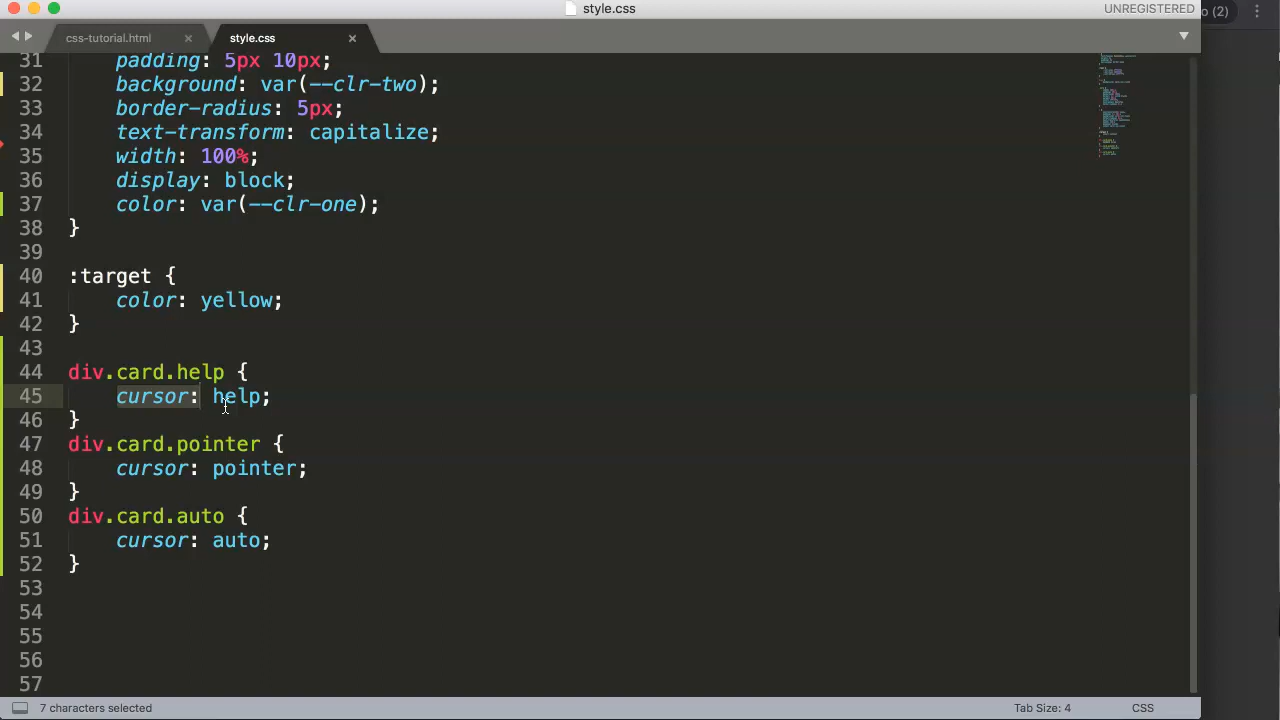 style.css
UNREGISTERED
(2)
css-tutorial.html
style.css
31 padding: 5px 10px;
32 background: var(--clr-two);
33 border-radius: 5px;
34 text-transform: capitalize;
35 width: 100%;
36 display: block;
37 color: var(--clr-one);
38 }
39
40 :target {
41 color: yellow;
42 }
43
44 div.card.help {
45 cursor: help;
46 }
47 div.card.pointer {
48 cursor: pointer;
49 }
50 div.card.auto {
51 cursor: auto;
52 }
53
54
55
56
57
7 characters selected
Tab Size: 4
CSS